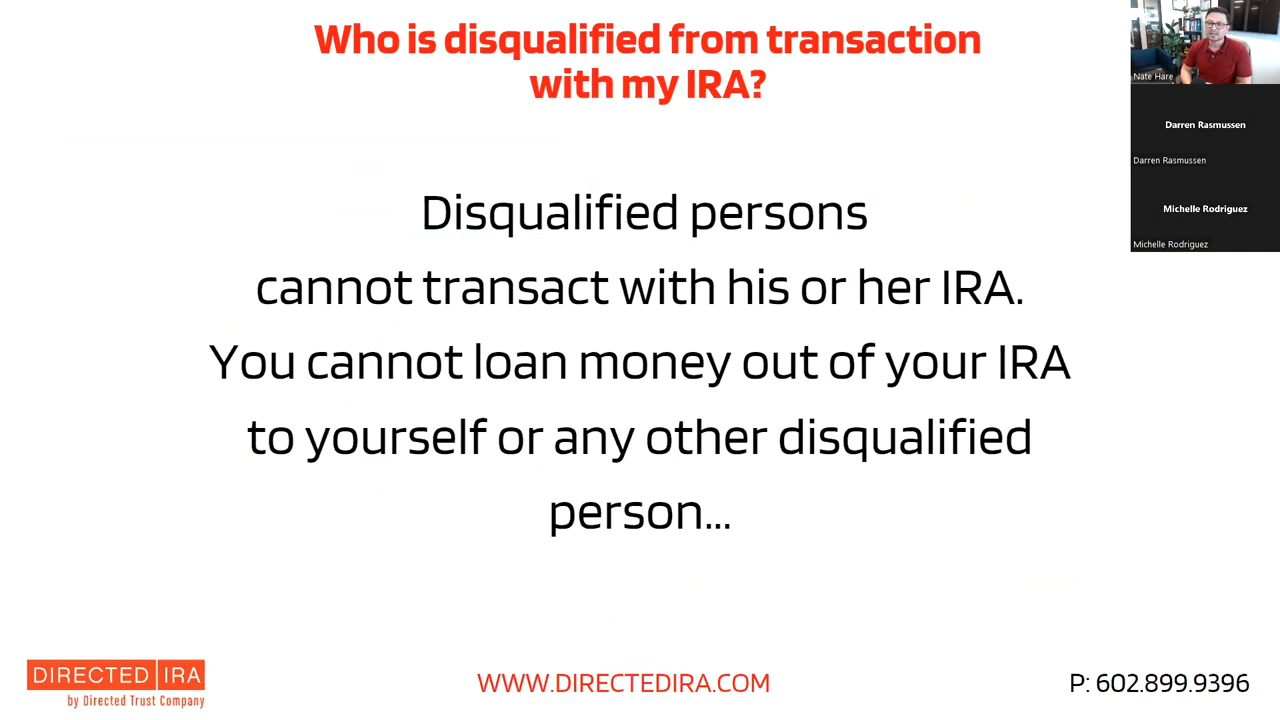 Who is disqualified from transaction
with my IRA?
Disqualified persons
cannot transact with his or her IRA.
You cannot loan money out of your IRA
to yourself or any other disqualified
person...
Nate Hare
Darren Rasmussen
Darren Rasmussen
Michelle Rodriguez
Michelle Rodriguez
DIRECTED IRA
by Directed Trust Company
WWW.DIRECTEDIRA.COM
P: 602.899.9396